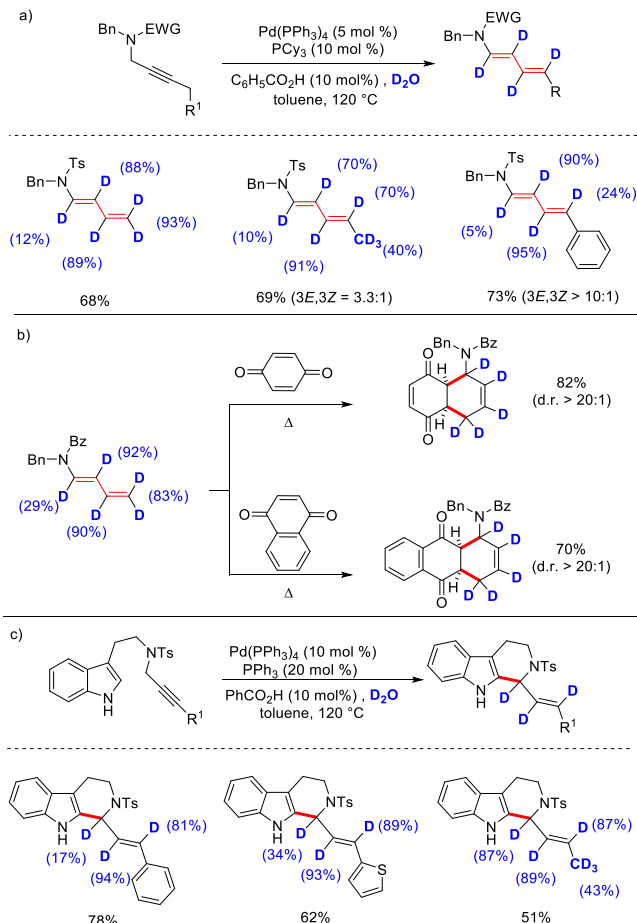 a)
Bn
N
EWG
R1
Pd(PPh3)4 (5 mol %)
PCy3 (10 mol %)
C6H5CO2H (10 mol%) , D2O
toluene, 120 °C
EWG
Bn
N
D
D
D
D
R
Ts
Bn
N
D
(88%)
D
(93%)
(12%)
D
D
(89%)
68%
Ts
(70%)
Bn
N
D
(70%)
D
D
(10%)
D
CD3
(91%)
(40%)
69% (3E,3Z = 3.3:1)
Ts
(90%)
Bn
N
D
(24%)
D
D
(5%)
D
(95%)
73% (3E,3Z > 10:1)
b)
Bz
Bn
N
D
(92%)
D
(83%)
(29%)
D
D
(90%)
O
O
Δ
Bn
N
Bz
O
H
D
D
D
H
O
D
D
82%
(d.r. > 20:1)
O
O
Δ
Bn
N
Bz
O
H
D
D
D
H
O
D
D
70%
(d.r. > 20:1)
c)
NTs
N
H
R1
Pd(PPh3)4 (10 mol %)
PPh3 (20 mol %)
PhCO2H (10 mol%) , D2O
toluene, 120 °C
NTs
N
H
D
D
D
R1
NTs
N
H
D
D
(81%)
(17%)
D
(94%)
78%
NTs
N
H
D
D
(89%)
(34%)
D
(93%)
S
62%
NTs
N
H
D
D
(87%)
(87%)
D
CD3
(89%)
(43%)
51%